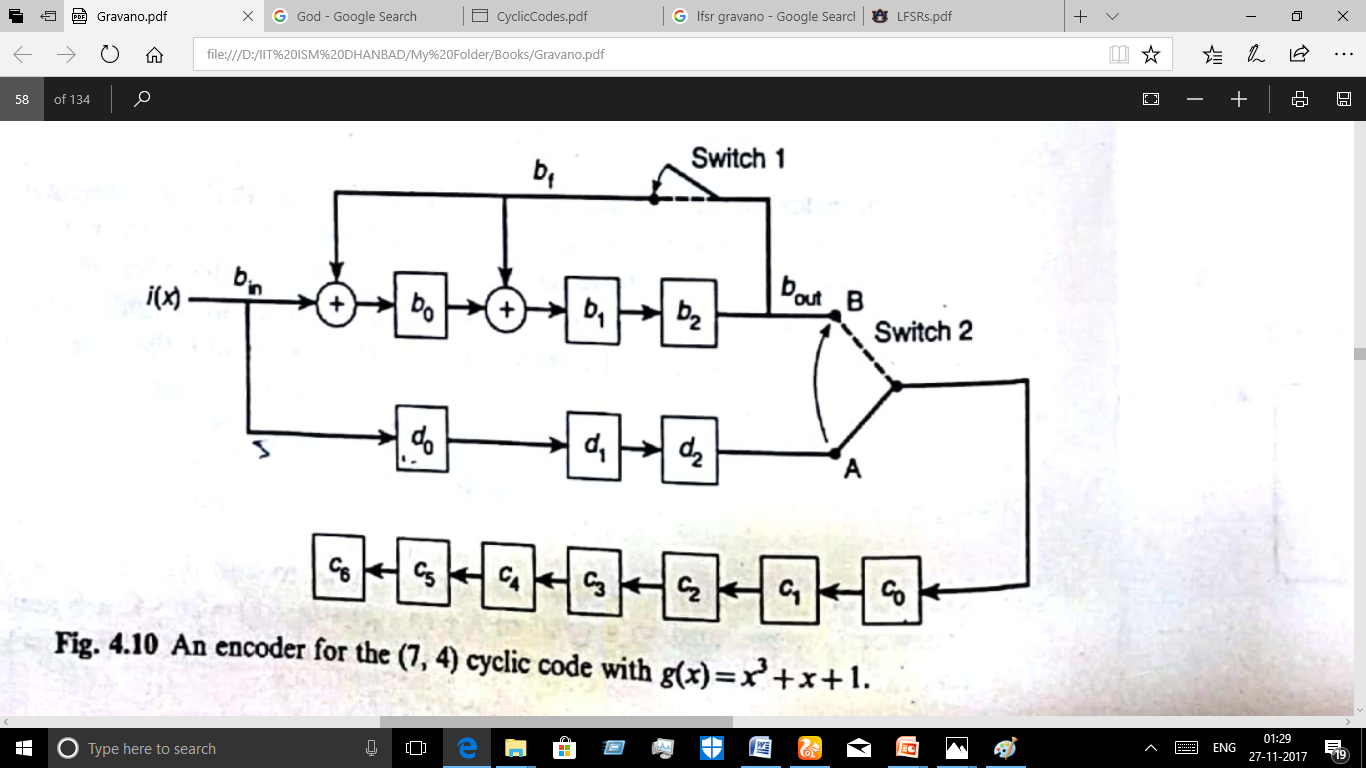 Gravano.pdf
God - Google Search
CyclicCodes.pdf
lfsr gravano - Google Searcl
LFSRs.pdf
file:///D:/IIT%20ISM%20DHANBAD/My%20Folder/Books/Gravano.pdf
58 of 134
Switch 1
b_f
i(x) b_in + b_0 + b_1 b_2 b_out B
Switch 2
d_0 d_1 d_2
A
c_6 c_5 c_4 c_3 c_2 c_1 c_0
Fig. 4.10 An encoder for the (7, 4) cyclic code with g(x)=x³+x+1.
Type here to search
ENG
01:29
27-11-2017
19